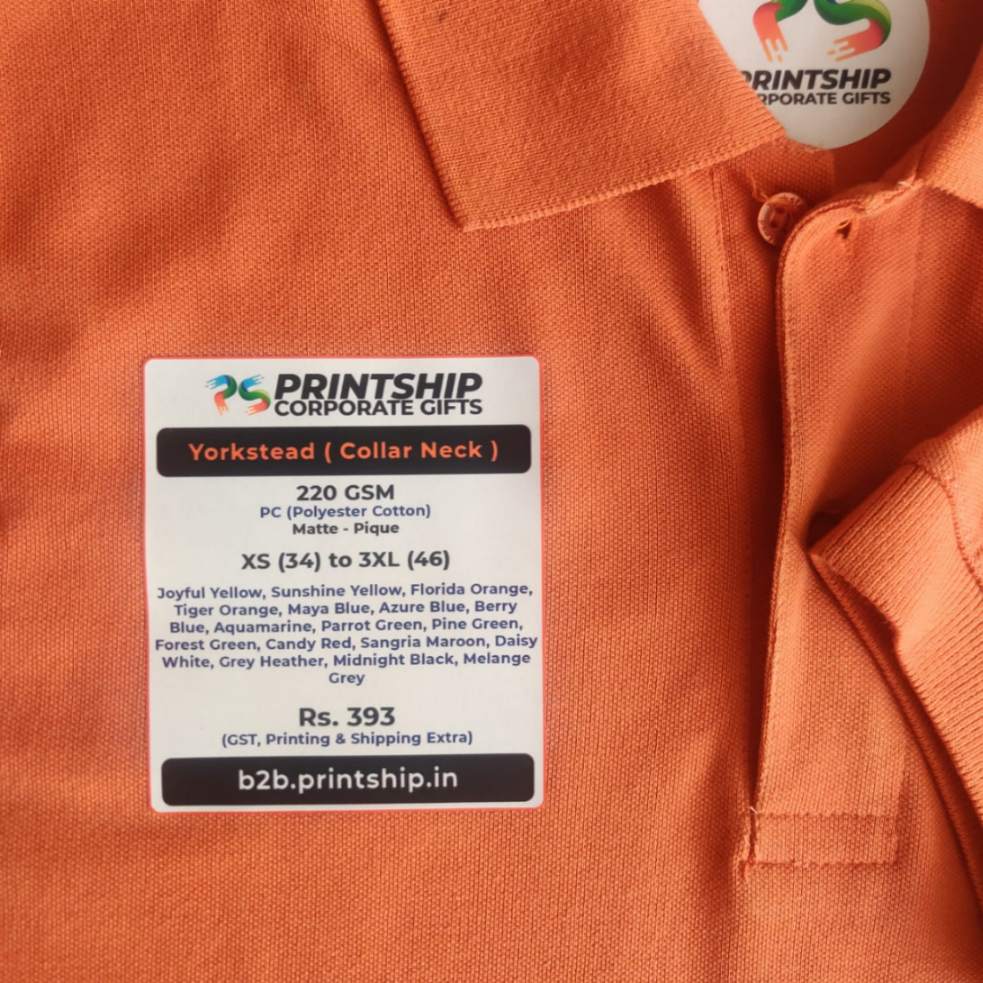 PRINTSHIP
CORPORATE GIFTS
PS PRINTSHIP
CORPORATE GIFTS
Yorkstead ( Collar Neck )
220 GSM
PC (Polyester Cotton)
Matte - Pique
XS (34) to 3XL (46)
Joyful Yellow, Sunshine Yellow, Florida Orange,
Tiger Orange, Maya Blue, Azure Blue, Berry
Blue, Aquamarine, Parrot Green, Pine Green,
Forest Green, Candy Red, Sangria Maroon, Daisy
White, Grey Heather, Midnight Black, Melange
Grey
Rs. 393
(GST, Printing & Shipping Extra)
b2b.printship.in